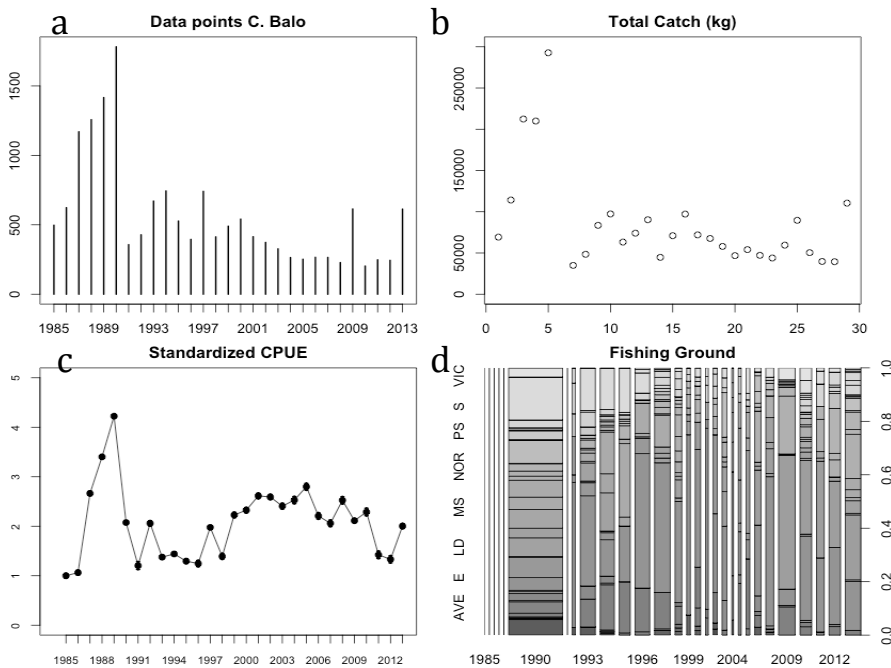 a Data points C. Balo
1500
1000
500
0
1985 1989 1993 1997 2001 2005 2009 2013
b Total Catch (kg)
250000
150000
50000
0
0 5 10 15 20 25 30
c Standardized CPUE
5
4
3
2
1
0
1985 1988 1991 1994 1997 2000 2003 2006 2009 2012
d Fishing Ground
VIC
S
PS
NOR
MS
LD
E
AVE
1.0
0.8
0.6
0.4
0.2
0.0
1985 1990 1993 1996 1999 2004 2009 2012